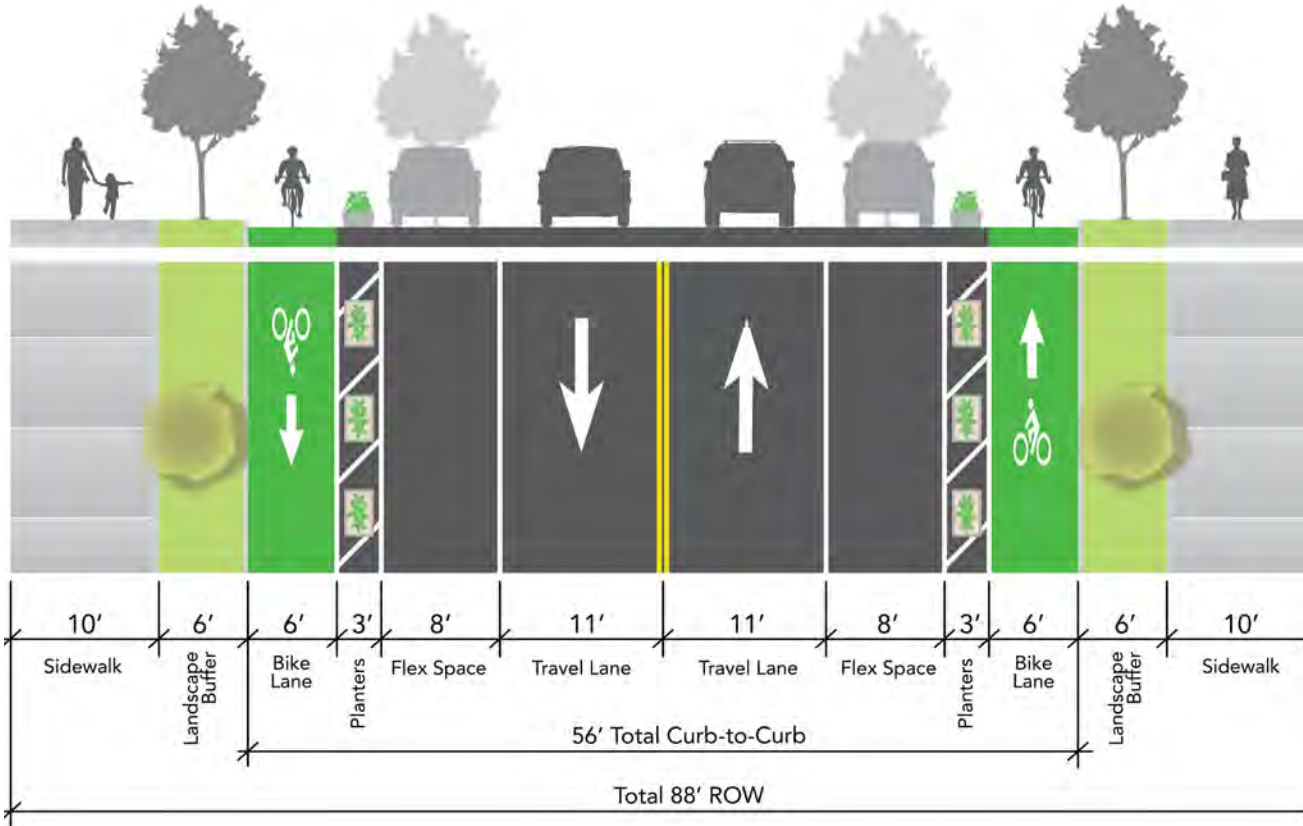 10’ 6’ 6’ 3’ 8’ 11’ 11’ 8’ 3’ 6’ 6’ 10’
Sidewalk
Landscape
Buffer
Bike
Lane
Planters
Flex Space
Travel Lane
Travel Lane
Flex Space
Planters
Bike
Lane
Landscape
Buffer
Sidewalk
56’ Total Curb-to-Curb
Total 88’ ROW